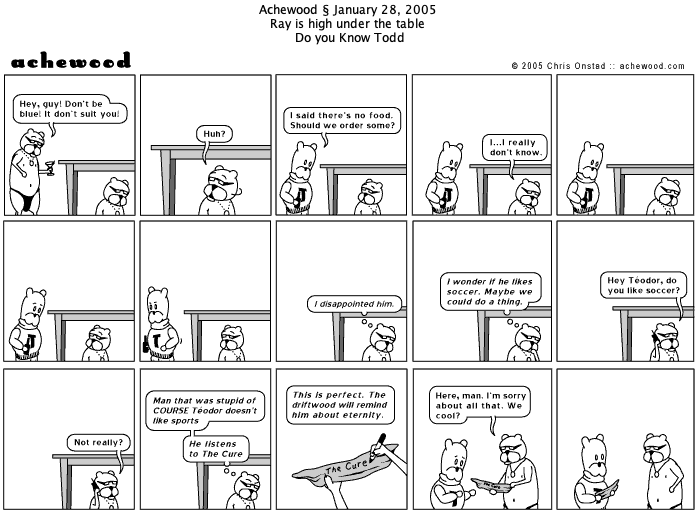 Achewood § January 28, 2005
Ray is high under the table
Do you Know Todd
achewood
© 2005 Chris Onstad :: achewood.com
Hey, guy! Don't be
blue! It don't suit you!
Huh?
I said there's no food.
Should we order some?
I...I really
don't know.
T
T
T
T
T
I disappointed him.
I wonder if he likes
soccer. Maybe we
could do a thing.
Hey Téodor, do
you like soccer?
Not really?
Man that was stupid of
COURSE Téodor doesn't
like sports
He listens
to The Cure
This is perfect. The
driftwood will remind
him about eternity.
The Cure
Here, man. I'm sorry
about all that. We
cool?
The Cure